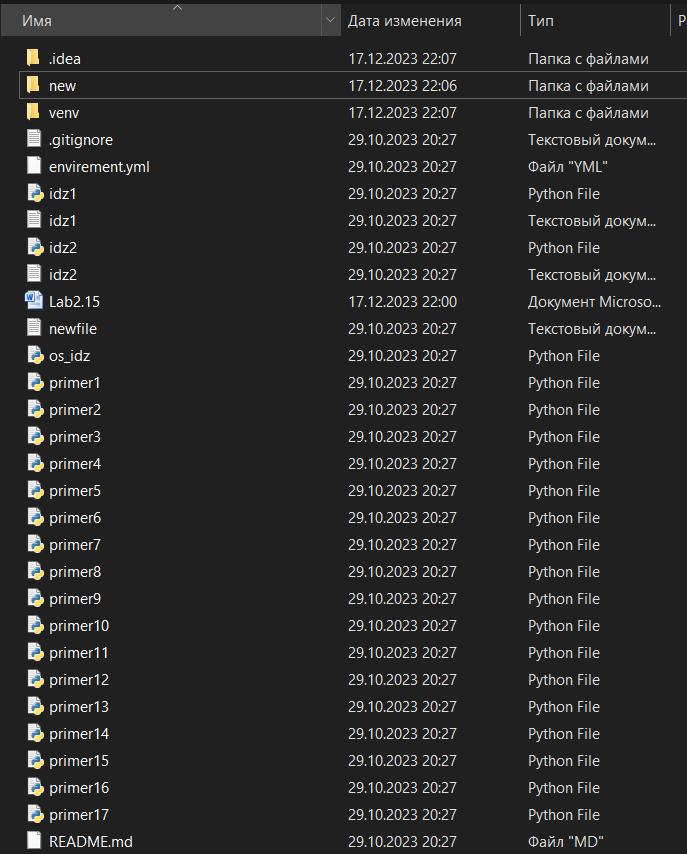 Имя Дата изменения Тип Р
.idea 17.12.2023 22:07 Папка с файлами
new 17.12.2023 22:06 Папка с файлами
venv 17.12.2023 22:07 Папка с файлами
.gitignore 29.10.2023 20:27 Текстовый докум...
envirement.yml 29.10.2023 20:27 Файл "YML"
idz1 29.10.2023 20:27 Python File
idz1 29.10.2023 20:27 Текстовый докум...
idz2 29.10.2023 20:27 Python File
idz2 29.10.2023 20:27 Текстовый докум...
Lab2.15 17.12.2023 22:00 Документ Microso...
newfile 29.10.2023 20:27 Текстовый докум...
os_idz 29.10.2023 20:27 Python File
primer1 29.10.2023 20:27 Python File
primer2 29.10.2023 20:27 Python File
primer3 29.10.2023 20:27 Python File
primer4 29.10.2023 20:27 Python File
primer5 29.10.2023 20:27 Python File
primer6 29.10.2023 20:27 Python File
primer7 29.10.2023 20:27 Python File
primer8 29.10.2023 20:27 Python File
primer9 29.10.2023 20:27 Python File
primer10 29.10.2023 20:27 Python File
primer11 29.10.2023 20:27 Python File
primer12 29.10.2023 20:27 Python File
primer13 29.10.2023 20:27 Python File
primer14 29.10.2023 20:27 Python File
primer15 29.10.2023 20:27 Python File
primer16 29.10.2023 20:27 Python File
primer17 29.10.2023 20:27 Python File
README.md 29.10.2023 20:27 Файл "MD"